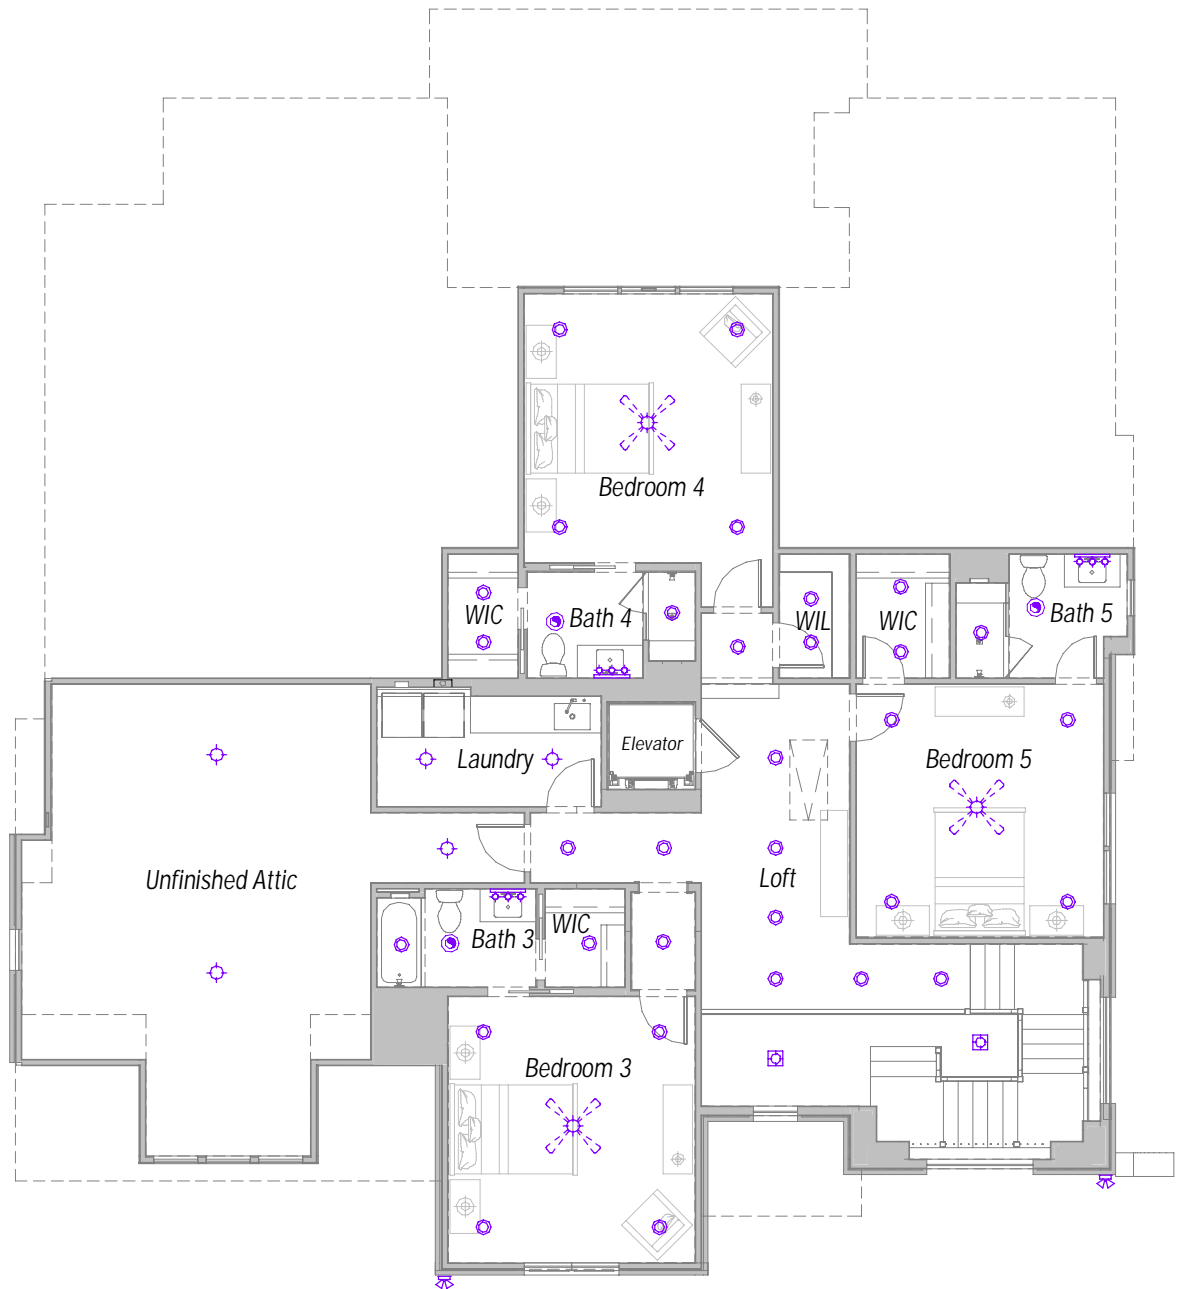 Bedroom 4
WIC
Bath 4
WIL
WIC
Bath 5
Elevator
Laundry
Bedroom 5
Unfinished Attic
Loft
Bath 3
WIC
Bedroom 3